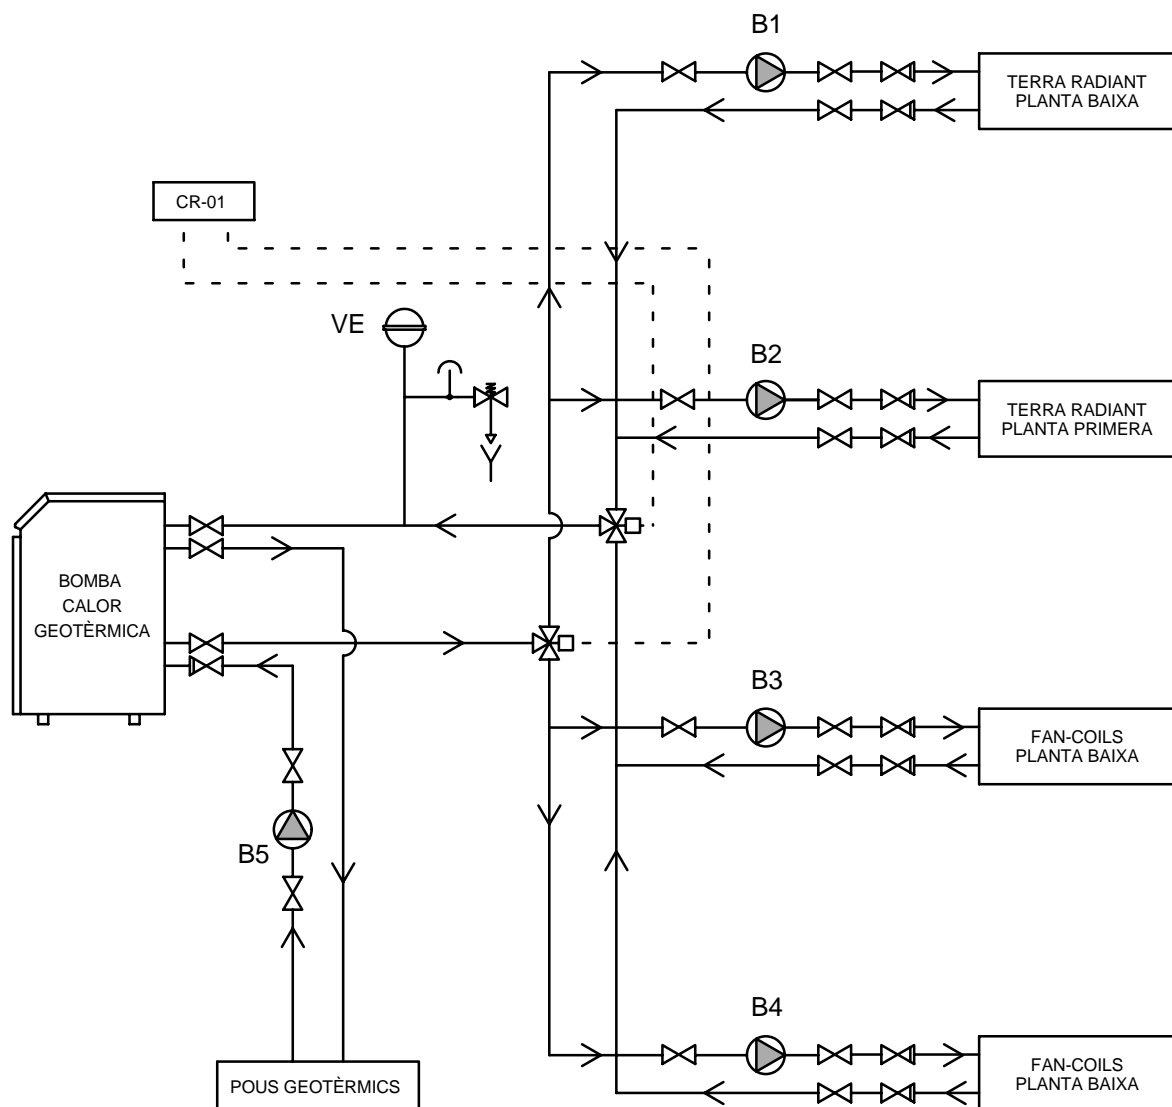 B1
TERRA RADIANT
PLANTA BAIXA
CR-01
VE
B2
TERRA RADIANT
PLANTA PRIMERA
BOMBA
CALOR
GEOTÈRMICA
B3
FAN-COILS
PLANTA BAIXA
B5
B4
FAN-COILS
PLANTA BAIXA
POUS GEOTÈRMICS